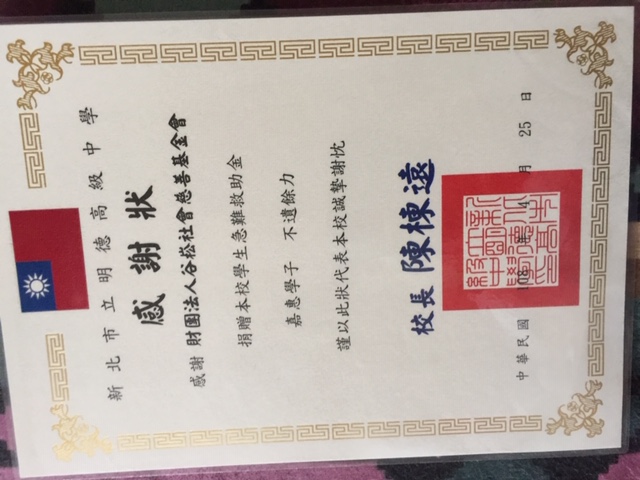 新北市立明德高級中學
感謝狀
感謝 財團法人谷崧社會慈善基金會
捐贈本校學生急難救助金
嘉惠學子 不遺餘力
謹以此狀代表本校誠摯謝忱
校長 陳棟遠
中華民國 108 年 4 月 25 日